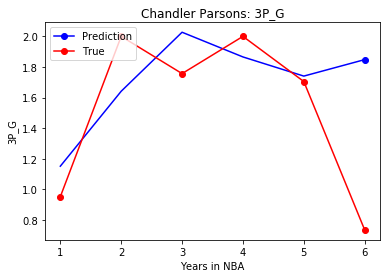 Chandler Parsons: 3P_G
Prediction
True
2.0
1.8
1.6
1.4
1.2
1.0
0.8
3P_G
1 2 3 4 5 6
Years in NBA